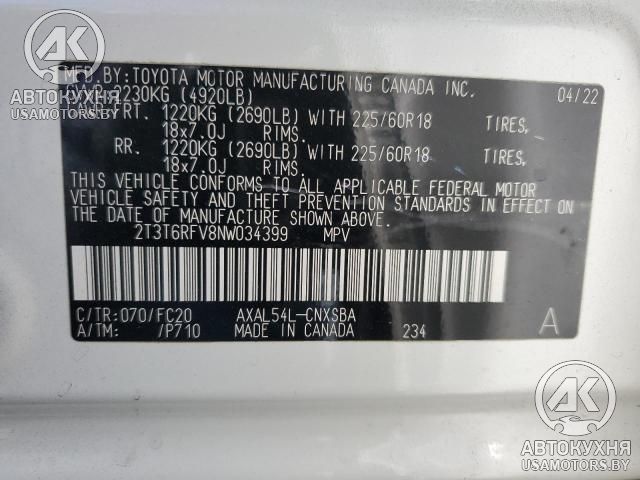 AK
АВТОКУХНЯ
USAMOTORS.BY
MFD.BY:TOYOTA MOTOR MANUFACTURING CANADA INC. 04/22
2230KG (4920LB)
FRT. 1220KG (2690LB) WITH 225/60R18 TIRES,
18x7.0J RIMS.
RR. 1220KG (2690LB) WITH 225/60R18 TIRES,
18x7.0J RIMS.
THIS VEHICLE CONFORMS TO ALL APPLICABLE FEDERAL MOTOR
VEHICLE SAFETY AND THEFT PREVENTION STANDARDS IN EFFECT ON
THE DATE OF MANUFACTURE SHOWN ABOVE.
2T3T6RFV8NW034399 MPV
C/TR:070/FC20 AXAL54L-CNXSBA
A/TM: /P710 MADE IN CANADA 234 A
AK
АВТОКУХНЯ
USAMOTORS.BY